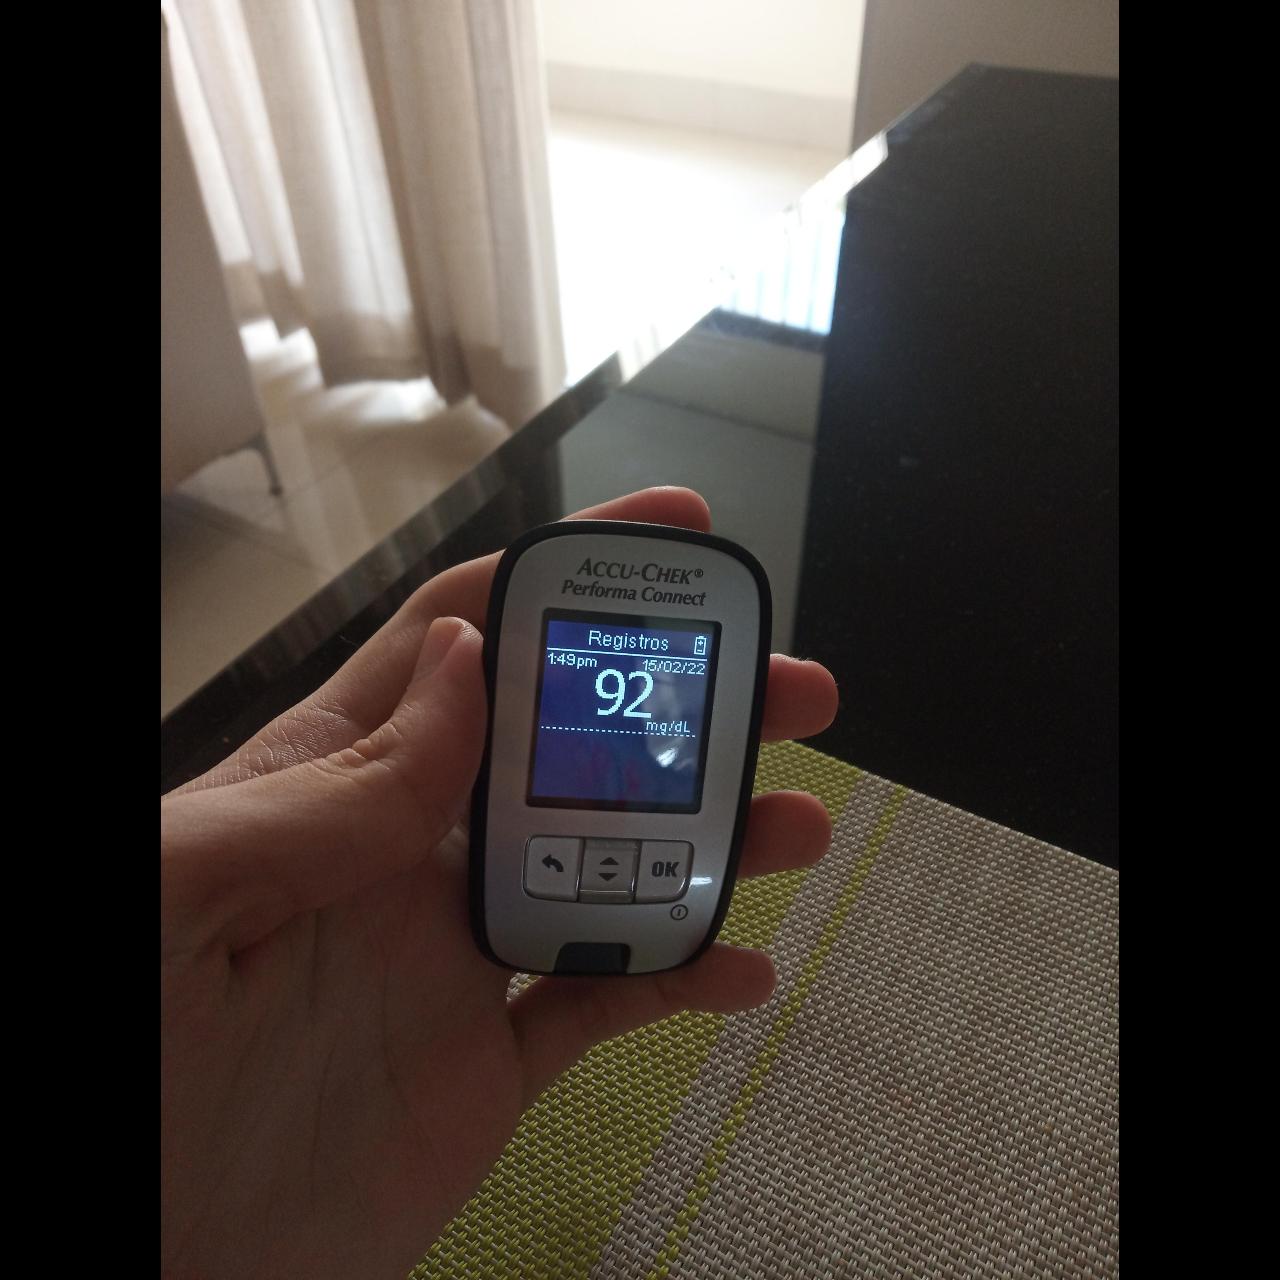 ACCU-CHEK®
Performa Connect
Registros
1:49pm 15/02/22
92
mg/dL
OK